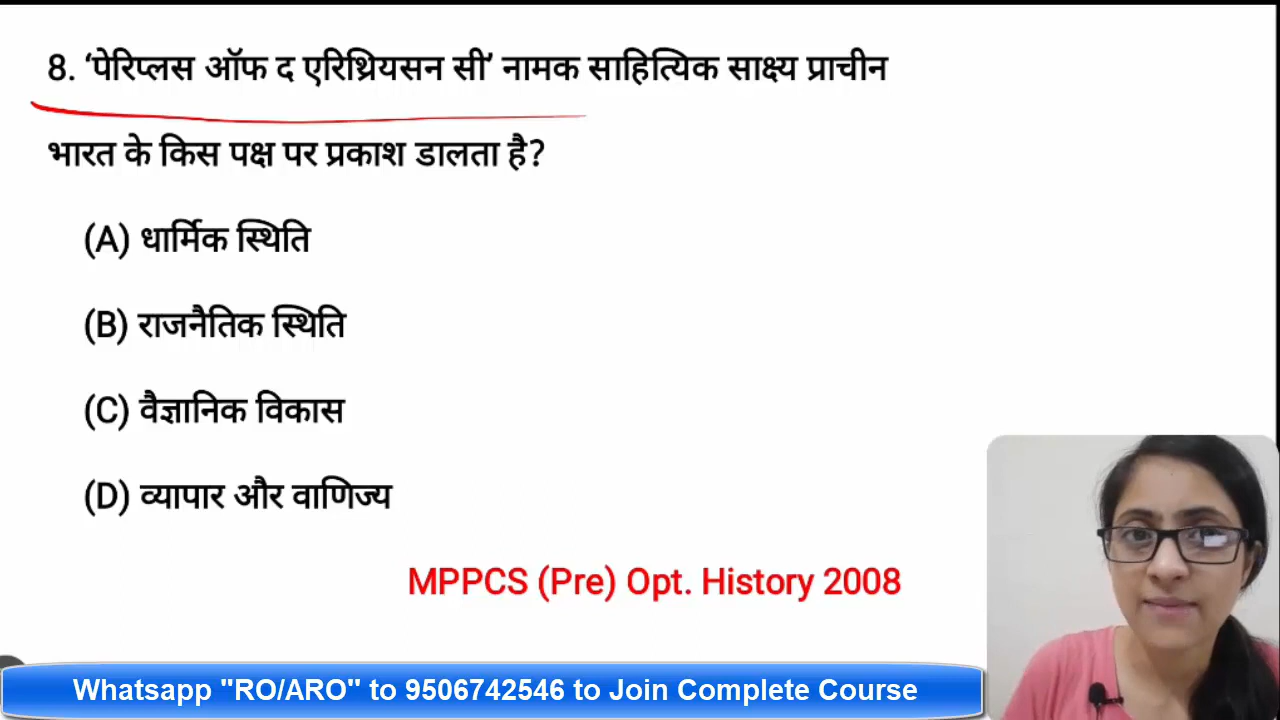 8. ‘पेरिप्लस ऑफ द एरिथ्रियसन सी’ नामक साहित्यिक साक्ष्य प्राचीन
भारत के किस पक्ष पर प्रकाश डालता है?
(A) धार्मिक स्थिति
(B) राजनैतिक स्थिति
(C) वैज्ञानिक विकास
(D) व्यापार और वाणिज्य
MPPCS (Pre) Opt. History 2008
Whatsapp "RO/ARO" to 9506742546 to Join Complete Course